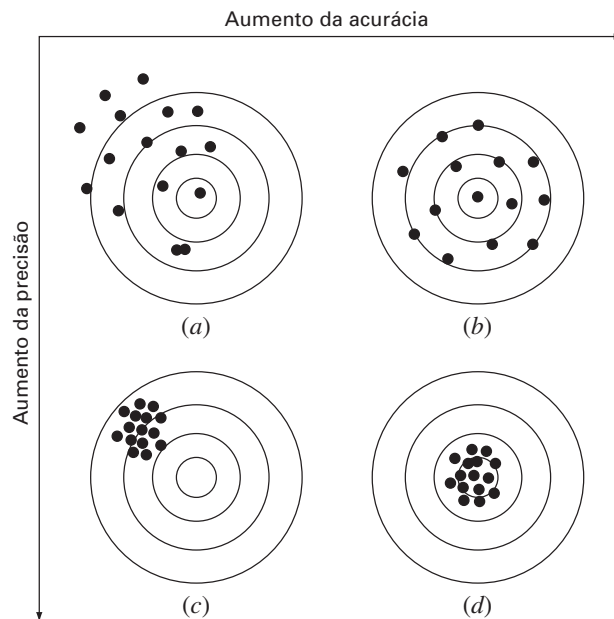 Aumento da acurácia
Aumento da precisão
(a)
(b)
(c)
(d)